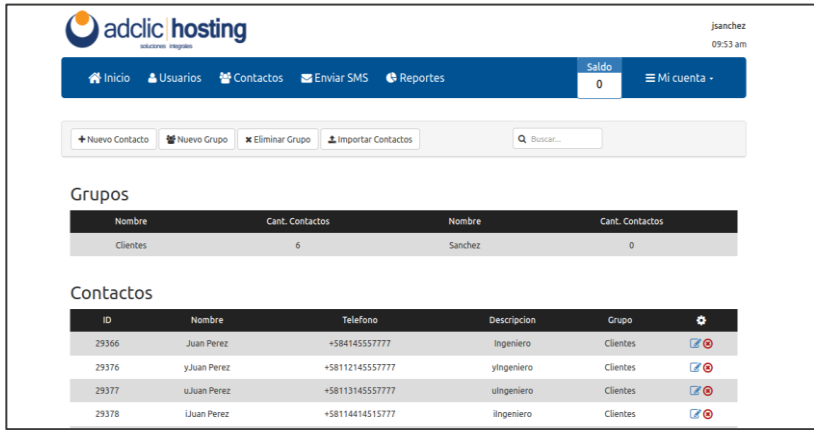 adclic hosting
soluciones integrales
jsanchez
09:53 am
Inicio Usuarios Contactos Enviar SMS Reportes Saldo 0 Mi cuenta
Nuevo Contacto Nuevo Grupo Eliminar Grupo Importar Contactos Buscar...
Grupos
Nombre Cant. Contactos Nombre Cant. Contactos
Clientes 6 Sanchez 0
Contactos
ID Nombre Telefono Descripcion Grupo
29366 Juan Perez +584145557777 Ingeniero Clientes
29376 yJuan Perez +58112145557777 yIngeniero Clientes
29377 uJuan Perez +58113145557777 uIngeniero Clientes
29378 iJuan Perez +58114414515777 iIngeniero Clientes